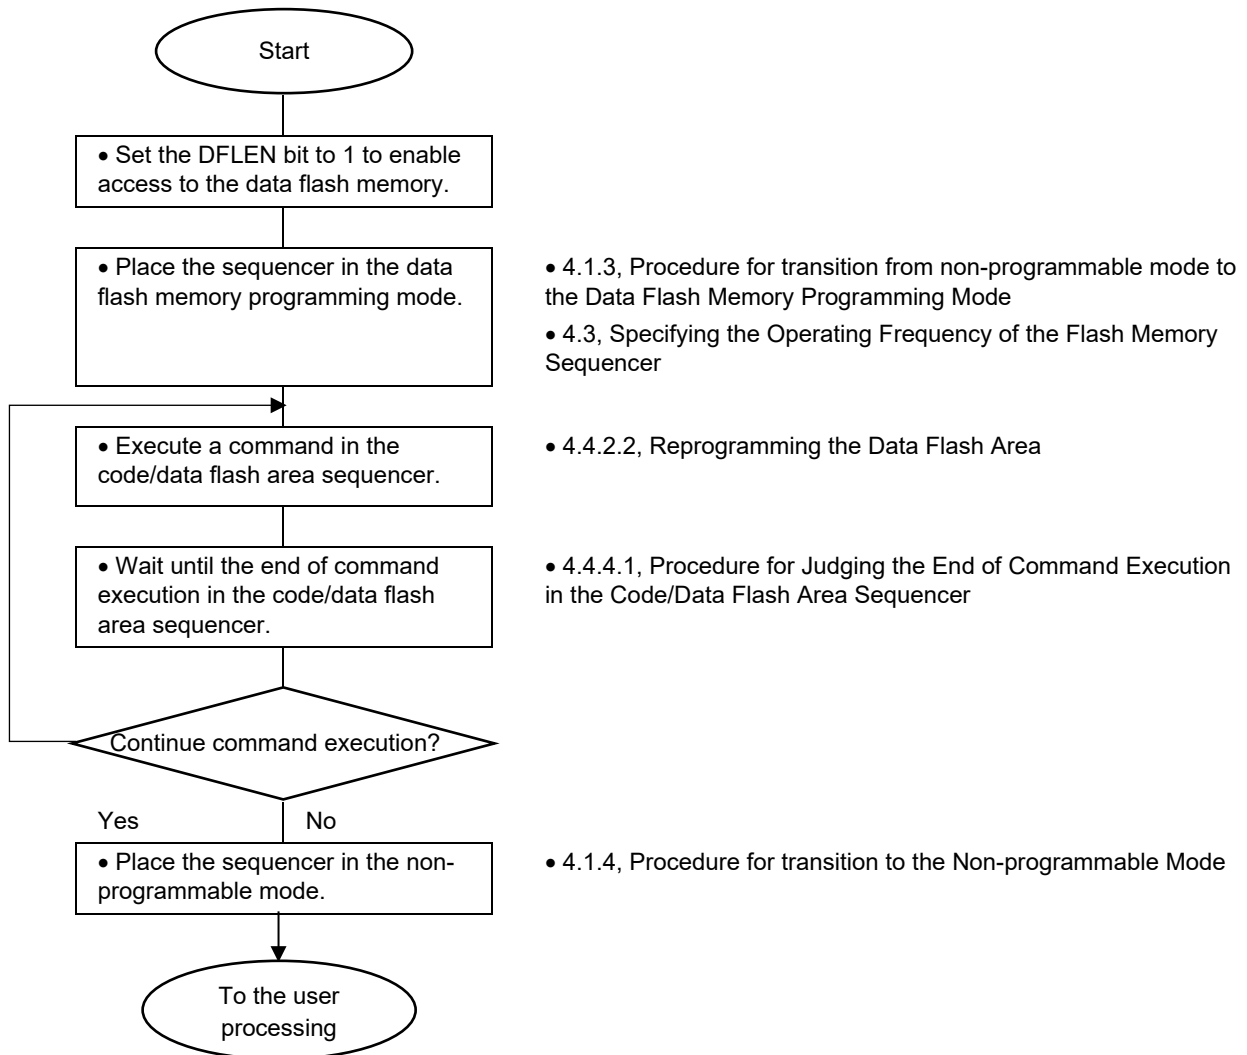 Start
• Set the DFLEN bit to 1 to enable
access to the data flash memory.
• Place the sequencer in the data
flash memory programming mode.
• 4.1.3, Procedure for transition from non-programmable mode to
the Data Flash Memory Programming Mode
• 4.3, Specifying the Operating Frequency of the Flash Memory
Sequencer
• Execute a command in the
code/data flash area sequencer.
• 4.4.2.2, Reprogramming the Data Flash Area
• Wait until the end of command
execution in the code/data flash
area sequencer.
• 4.4.4.1, Procedure for Judging the End of Command Execution
in the Code/Data Flash Area Sequencer
Continue command execution?
Yes
No
• Place the sequencer in the non-
programmable mode.
• 4.1.4, Procedure for transition to the Non-programmable Mode
To the user
processing